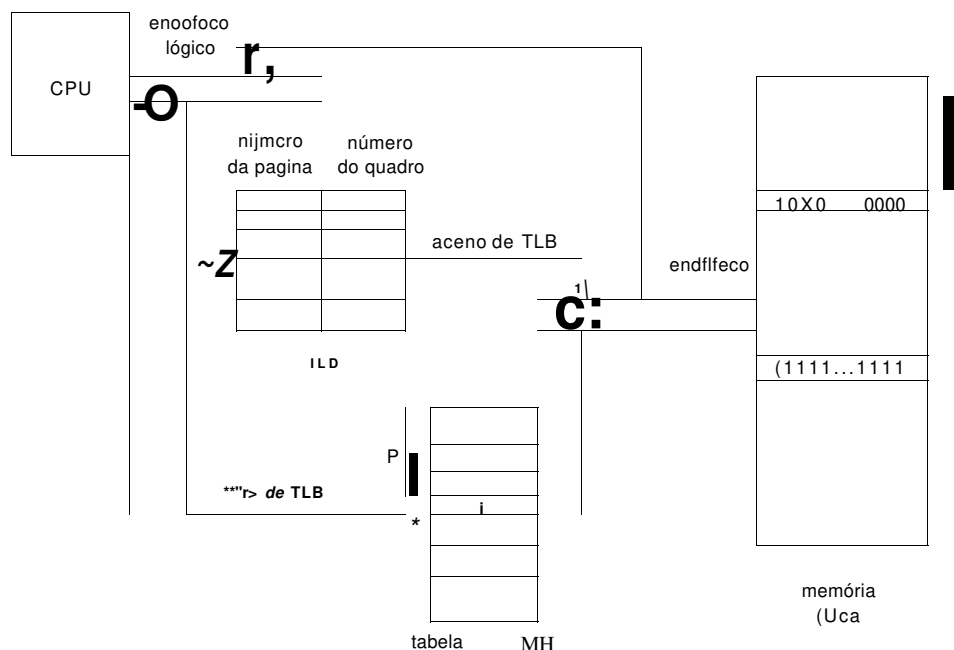 enoofoco
lógico
r,
CPU
-O
nijmcro
da pagina
número
do quadro
10X0 0000
aceno de TLB
~Z
endflfeco
1\
c:
ILD
(1111...1111
P
**"r> de TLB
i
*
memória
(Uca
tabela MH